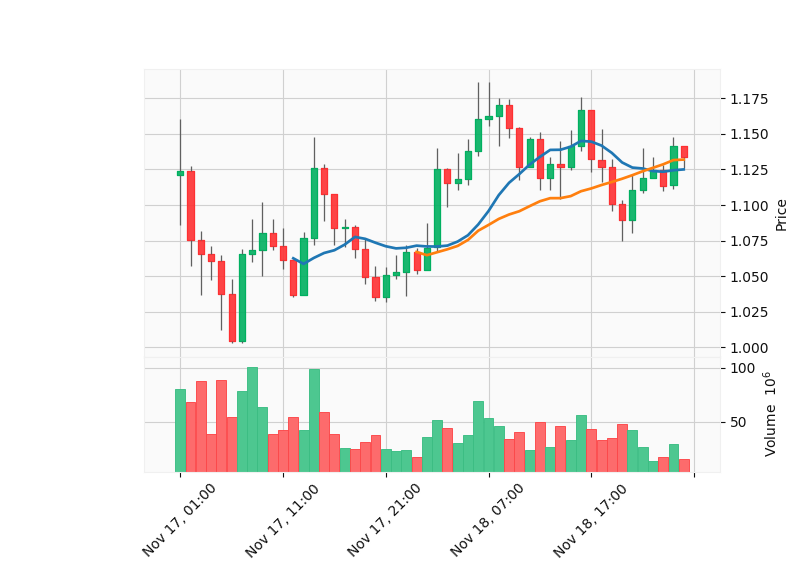 1.175
1.150
1.125
1.100
1.075
1.050
1.025
1.000
Price
100
50
Volume 10^6
Nov 17, 01:00
Nov 17, 11:00
Nov 17, 21:00
Nov 18, 07:00
Nov 18, 17:00